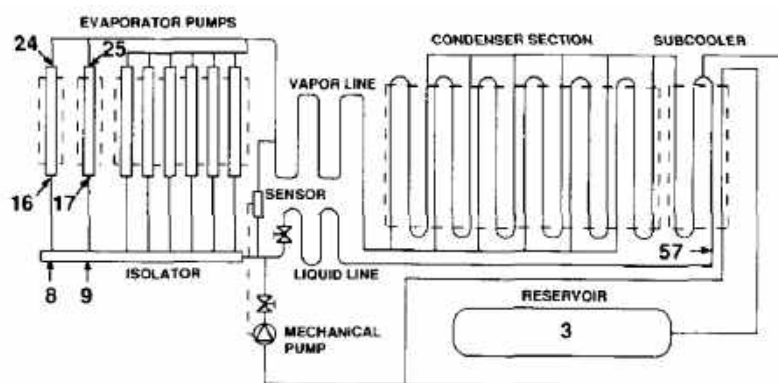 EVAPORATOR PUMPS
24
25
CONDENSER SECTION
SUBCOOLER
VAPOR LINE
16
17
SENSOR
57
ISOLATOR
LIQUID LINE
8
9
RESERVOIR
3
MECHANICAL
PUMP